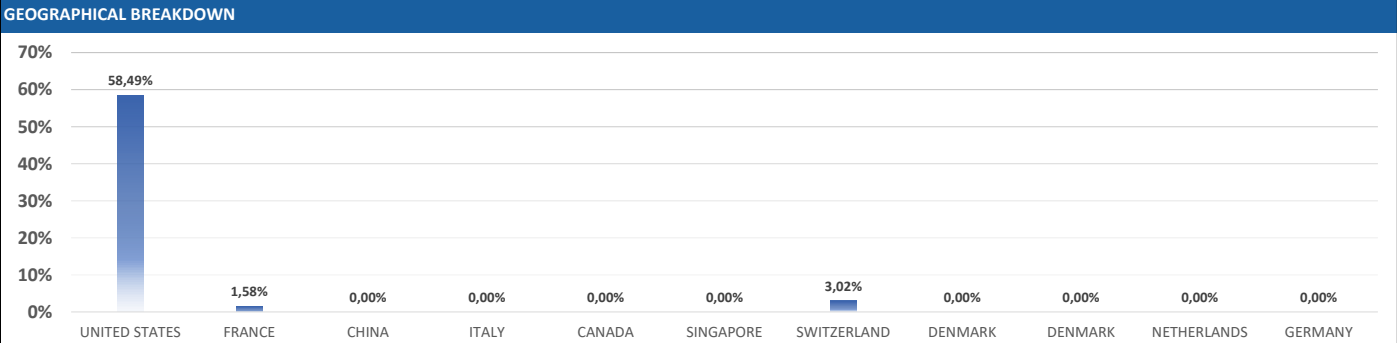 GEOGRAPHICAL BREAKDOWN
70%
60%
50%
40%
30%
20%
10%
0%
58,49%
1,58%
0,00%
0,00%
0,00%
0,00%
3,02%
0,00%
0,00%
0,00%
0,00%
UNITED STATES
FRANCE
CHINA
ITALY
CANADA
SINGAPORE
SWITZERLAND
DENMARK
DENMARK
NETHERLANDS
GERMANY